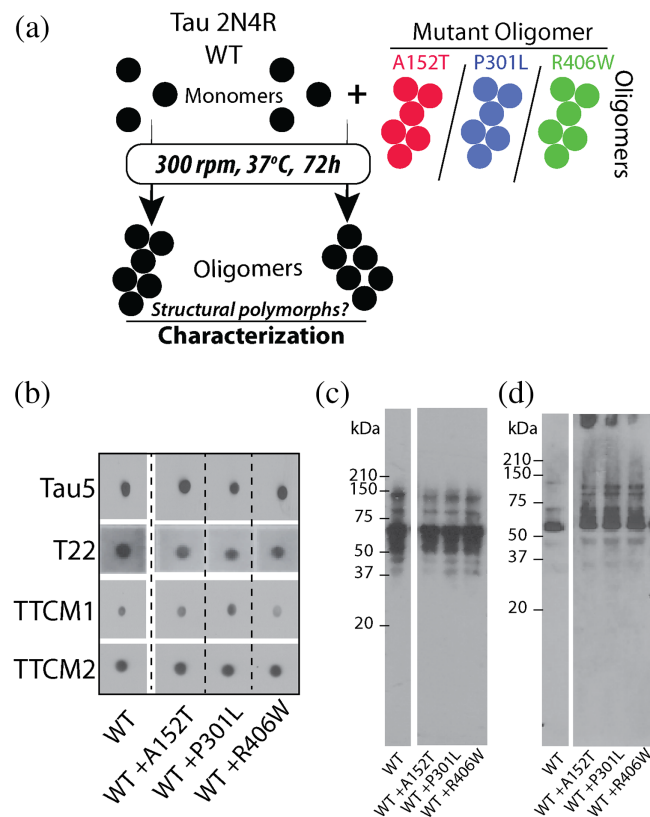 (a)
Tau 2N4R
WT
Monomers
+
Mutant Oligomer
A152T
P301L
R406W
Oligomers
300 rpm, 37ºC, 72h
Oligomers
Structural polymorphs?
Characterization
(b)
Tau5
T22
TTCM1
TTCM2
WT
WT +A152T
WT +P301L
WT +R406W
(c)
kDa
210
150
75
50
37
20
WT
WT +A152T
WT +P301L
WT +R406W
(d)
kDa
210
150
75
50
37
20
WT
WT +A152T
WT +P301L
WT +R406W